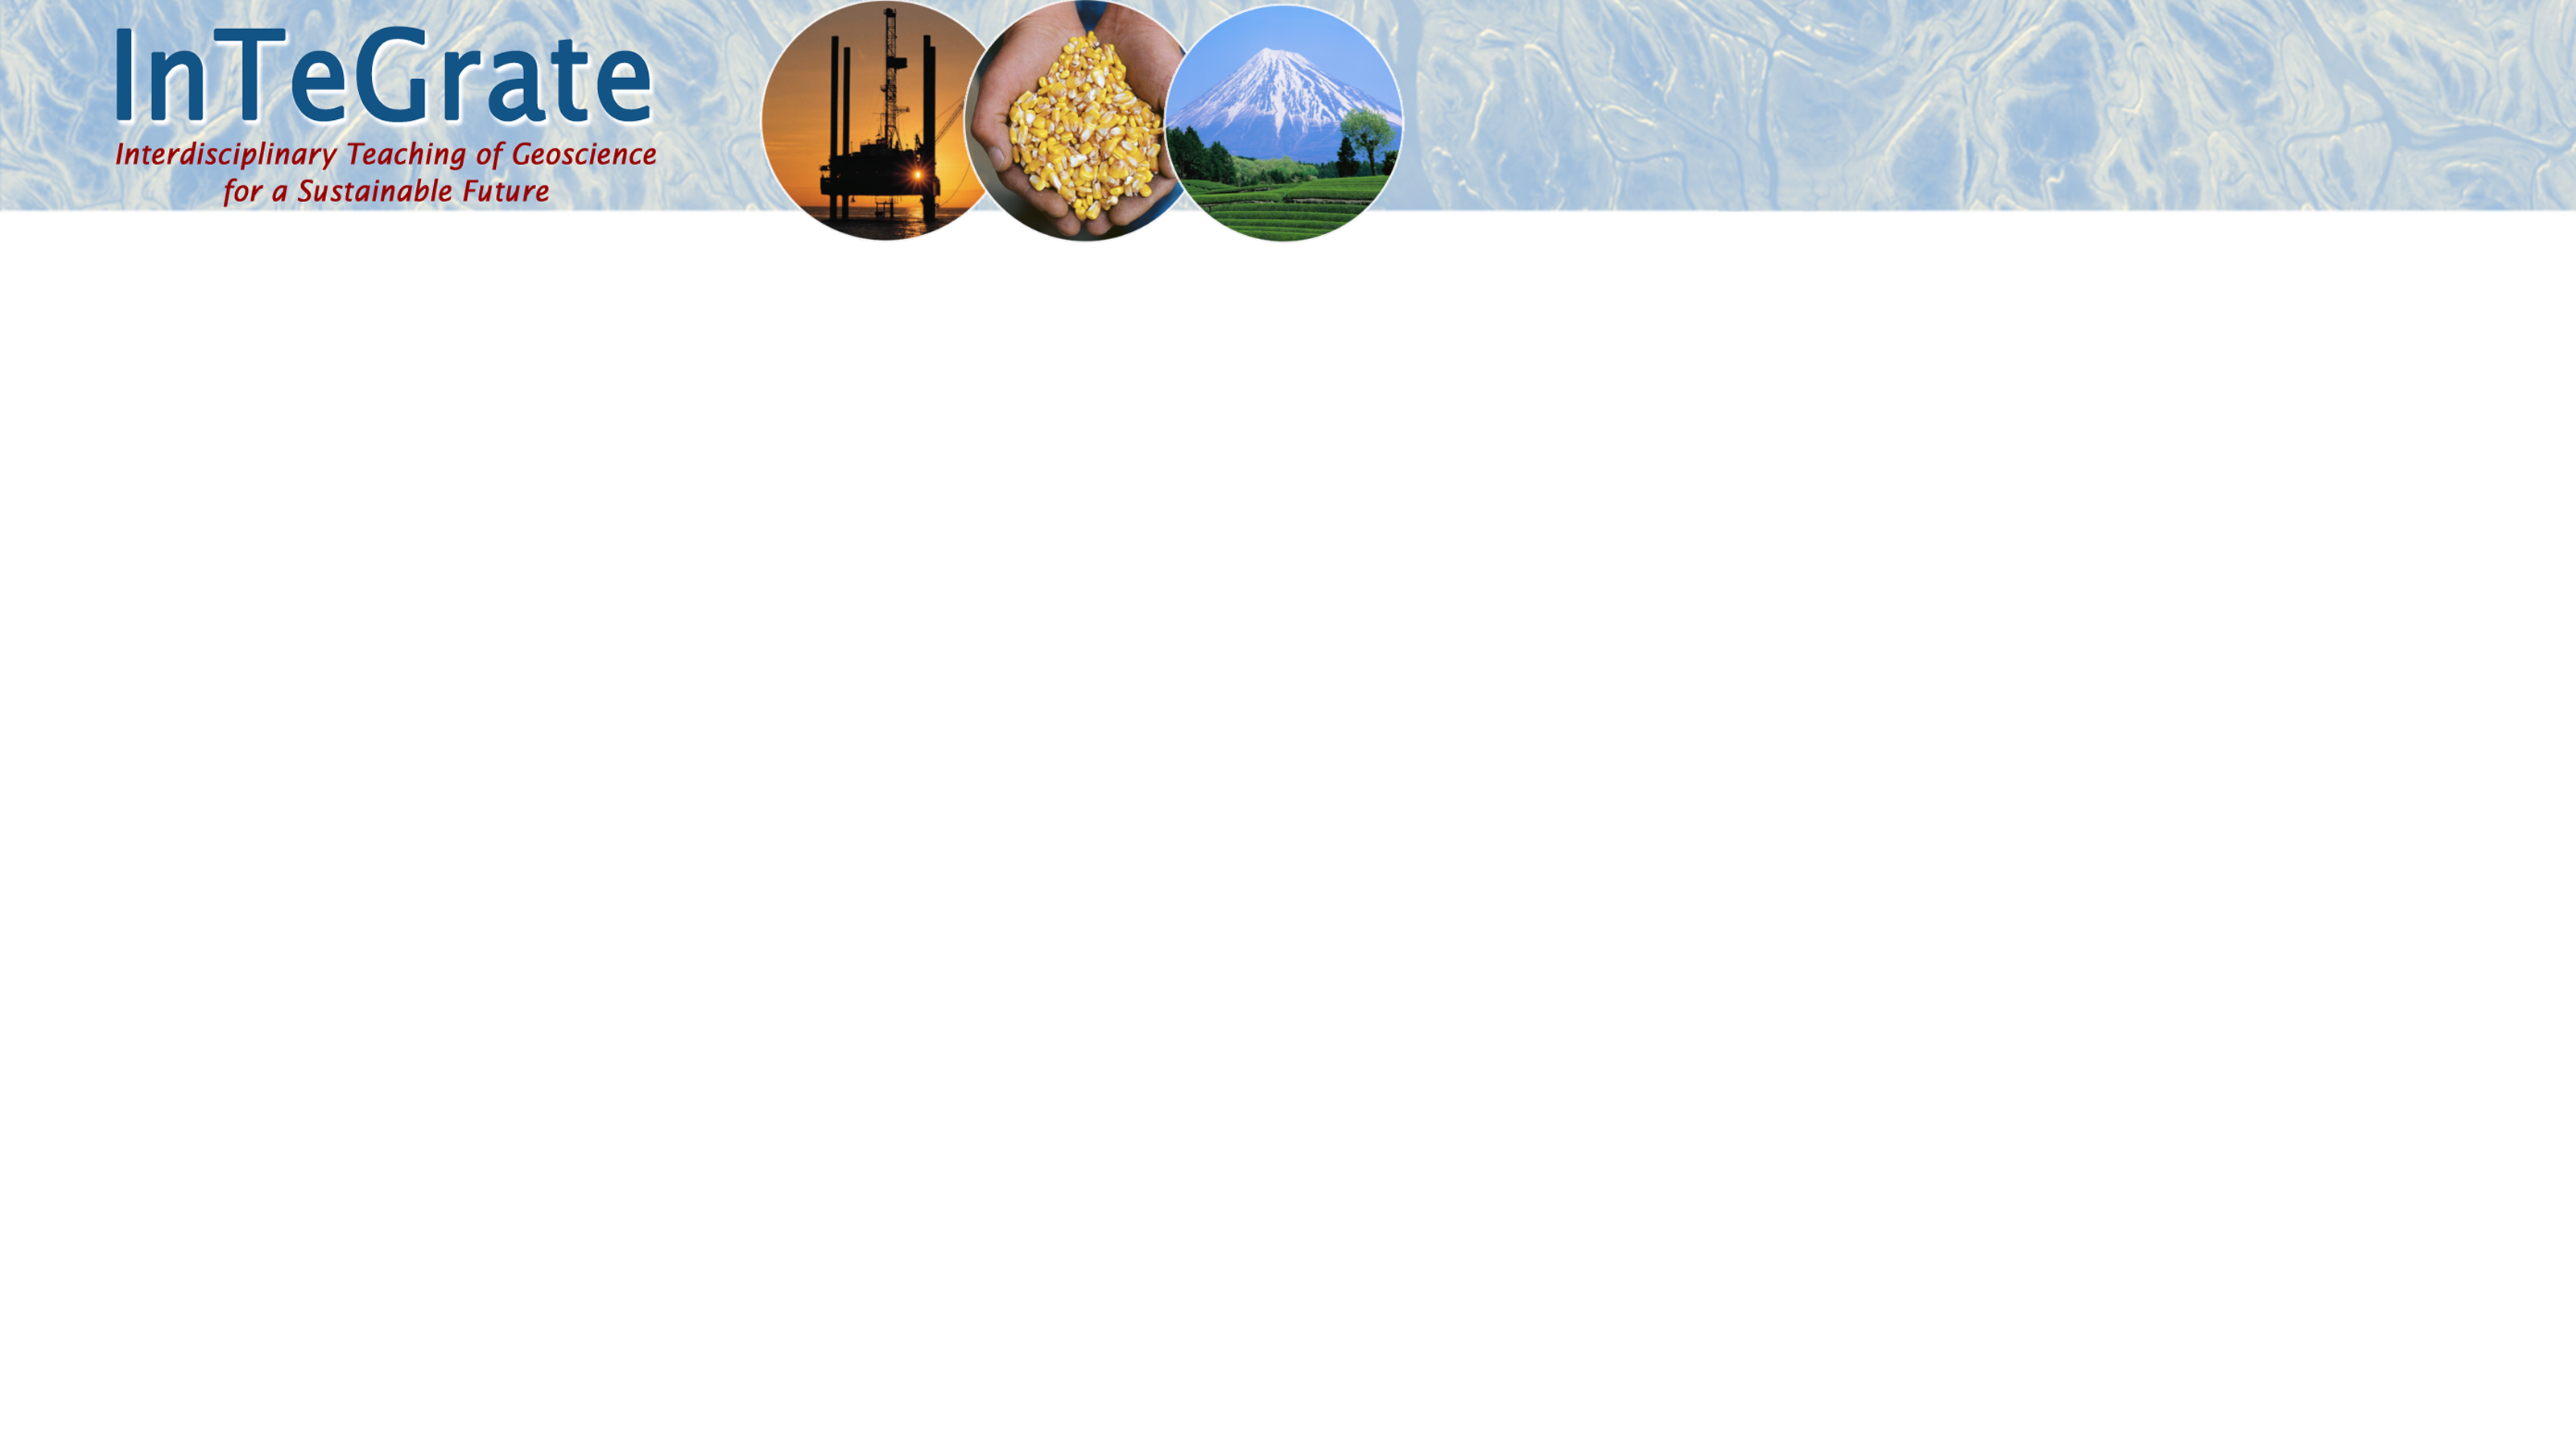 InTeGrate
Interdisciplinary Teaching of Geoscience
for a Sustainable Future